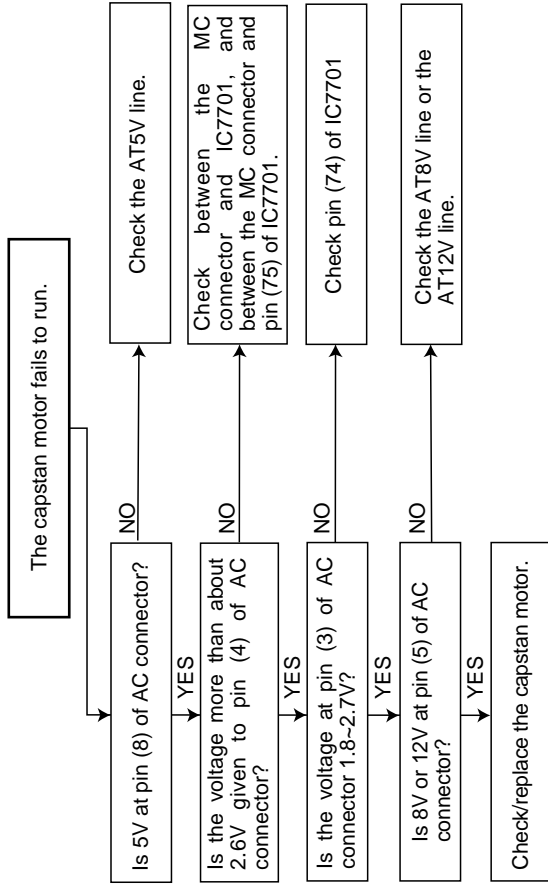 The capstan motor fails to run.
Is 5V at pin (8) of AC connector?
NO
Check the AT5V line.
YES
Is the voltage more than about
2.6V given to pin (4) of AC
connector?
NO
Check between the MC
connector and IC7701, and
between the MC connector and
pin (75) of IC7701.
YES
Is the voltage at pin (3) of AC
connector 1.8~2.7V?
NO
Check pin (74) of IC7701
YES
Is 8V or 12V at pin (5) of AC
connector?
NO
Check the AT8V line or the
AT12V line.
YES
Check/replace the capstan motor.